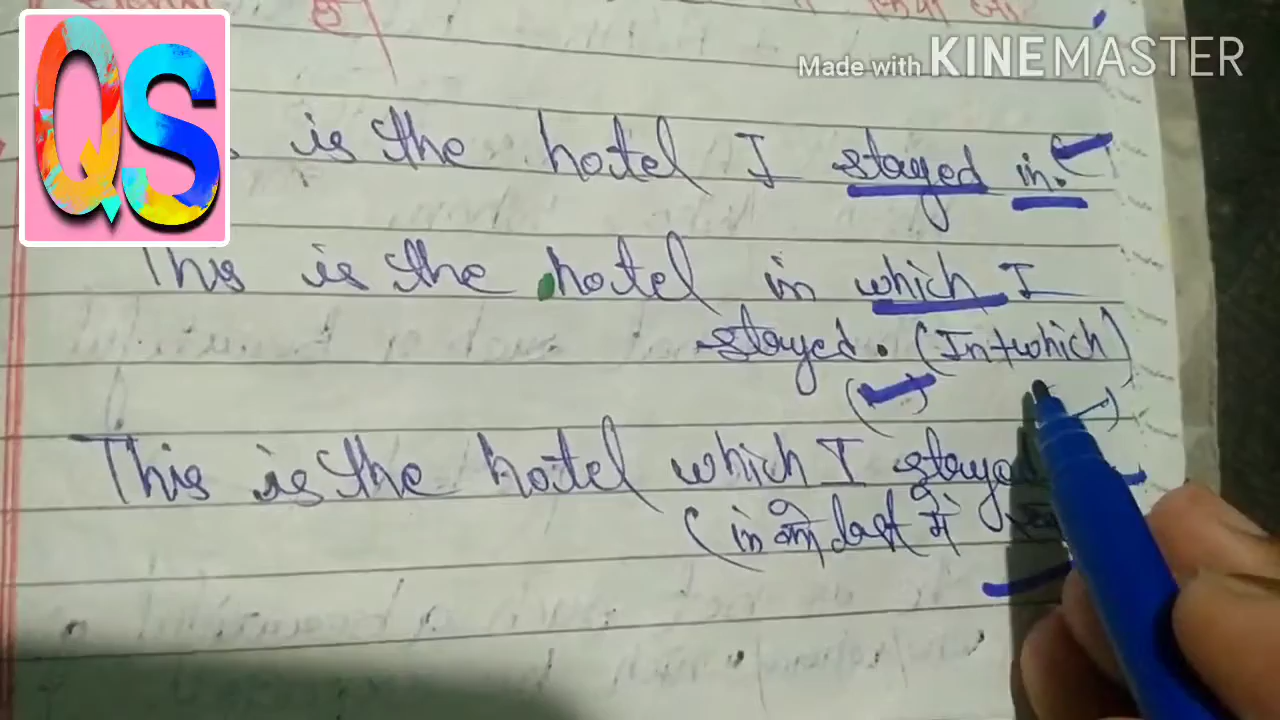 QS
Made with KINEMASTER
is the hotel I stayed in.
This is the hotel in which I
stayed. (In+which)
This is the hotel which I stayed
(in को last में